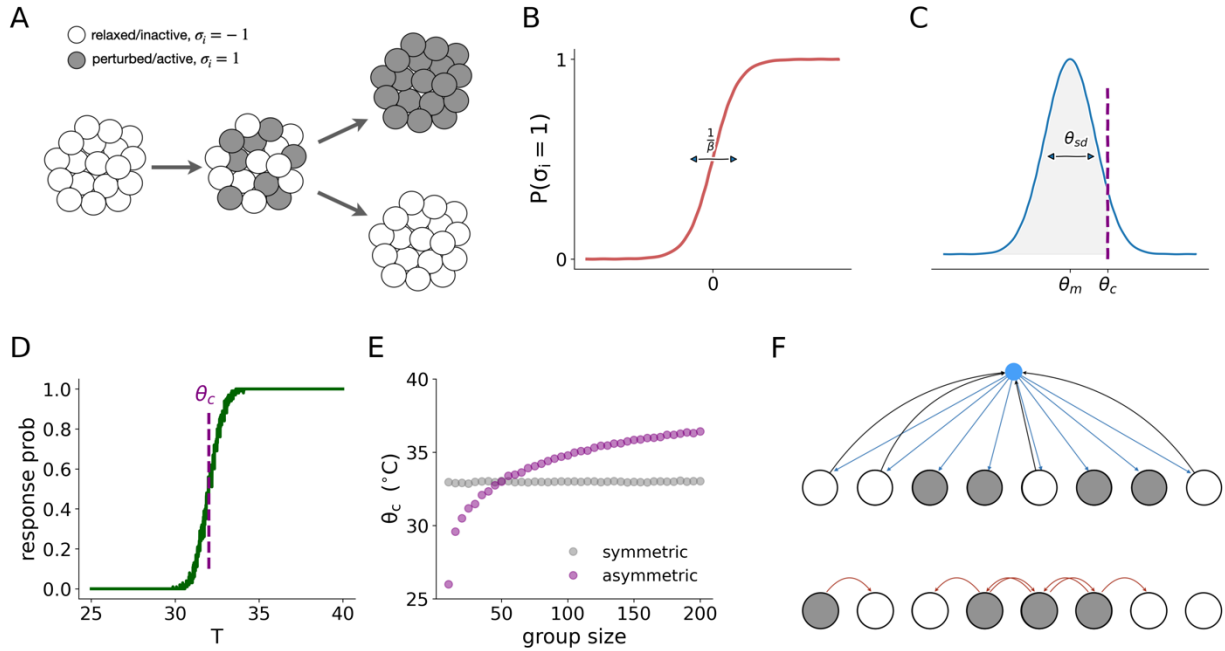 A
relaxed/inactive, σᵢ = − 1
perturbed/active, σᵢ = 1
B
P(σᵢ = 1)
1
0
1/β
0
C
θsd
θm
θc
D
response prob
1.0
0.8
0.6
0.4
0.2
0.0
θc
25
30
35
40
T
E
θc (°C)
40
35
30
25
symmetric
asymmetric
50
100
150
200
group size
F